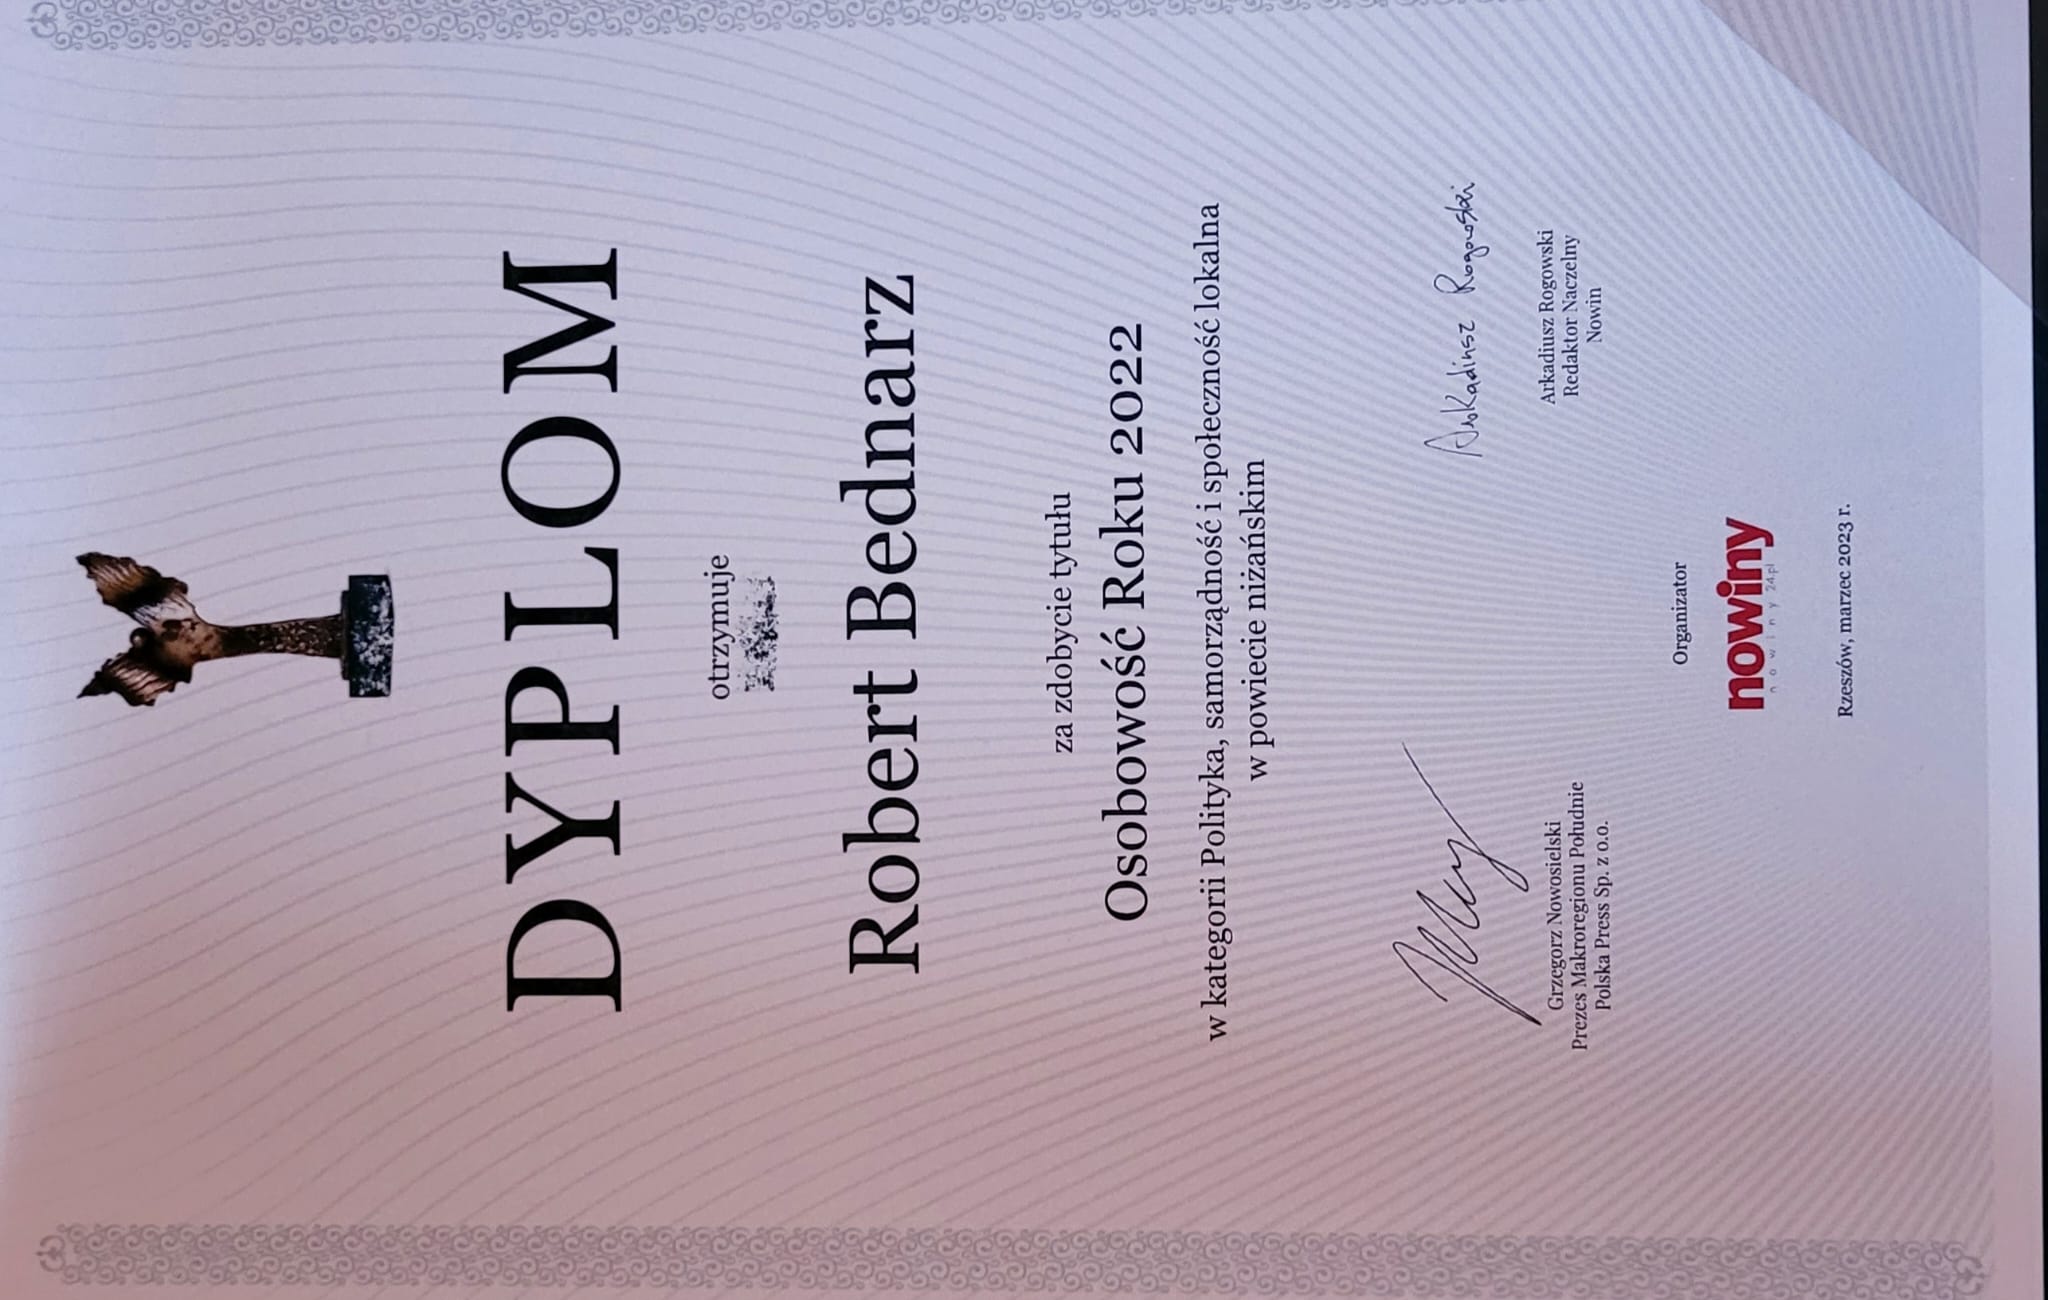 DYPLOM
otrzymuje
Robert Bednarz
za zdobycie tytułu
Osobowość Roku 2022
w kategorii Polityka, samorządność i społeczność lokalna
w powiecie niżańskim
Grzegorz Nowosielski
Prezes Makroregionu Południe
Polska Press Sp. z o.o.
Arkadiusz Rogowski
Arkadiusz Rogowski
Redaktor Naczelny
Nowin
Organizator
nowiny
nowiny24.pl
Rzeszów, marzec 2023 r.